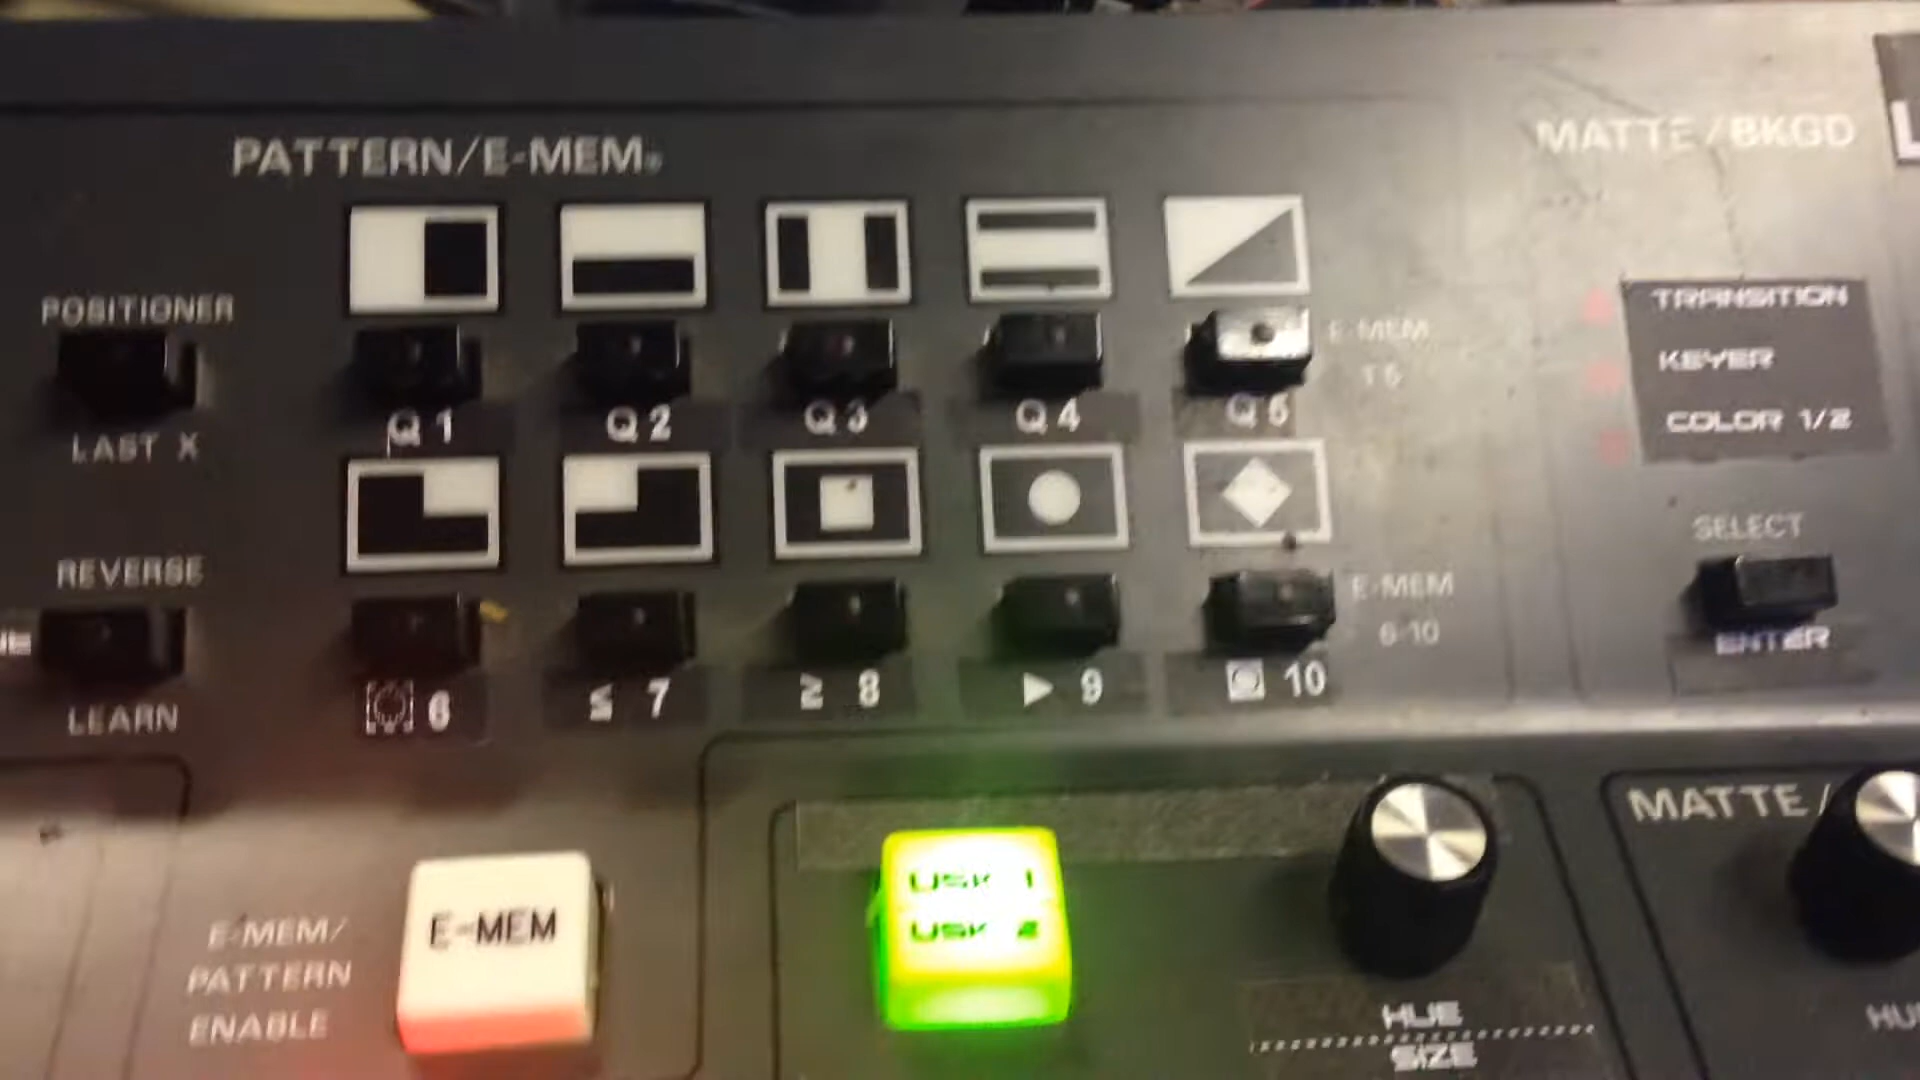 PATTERN/E-MEM®
MATTE/BKGD
POSITIONER
LAST X
Q 1
Q 2
Q 3
Q 4
Q 5
E-MEM
1 5
TRANSITION
KEYER
COLOR 1/2
SELECT
ENTER
REVERSE
LEARN
6
≤ 7
≥ 8
▶ 9
10
E-MEM
6-10
E-MEM/
PATTERN
ENABLE
E-MEM
USK 1
USK 2
HUE
SIZE
MATTE/